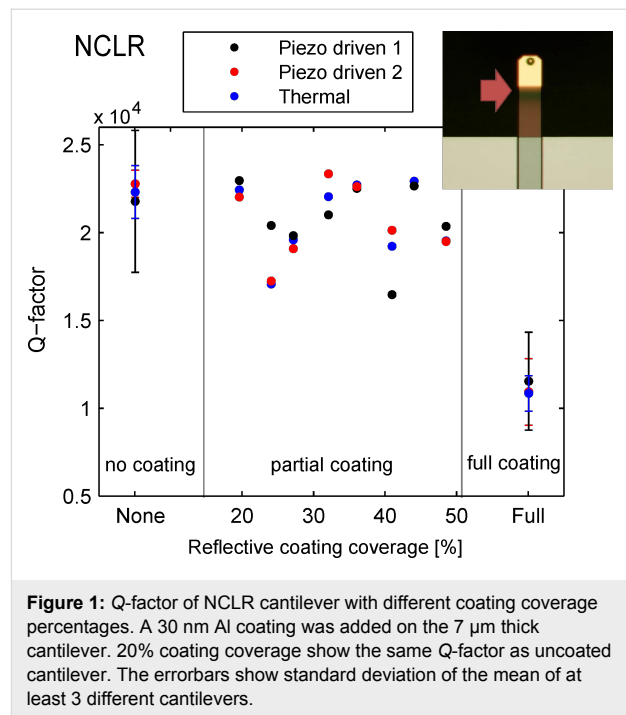 NCLR
Piezo driven 1
Piezo driven 2
Thermal
x 10^4
2.5
2
1.5
1
0.5
Q−factor
no coating
partial coating
full coating
None
20
30
40
50
Full
Reflective coating coverage [%]
Figure 1: Q-factor of NCLR cantilever with different coating coverage
percentages. A 30 nm Al coating was added on the 7 µm thick
cantilever. 20% coating coverage show the same Q-factor as uncoated
cantilever. The errorbars show standard deviation of the mean of at
least 3 different cantilevers.